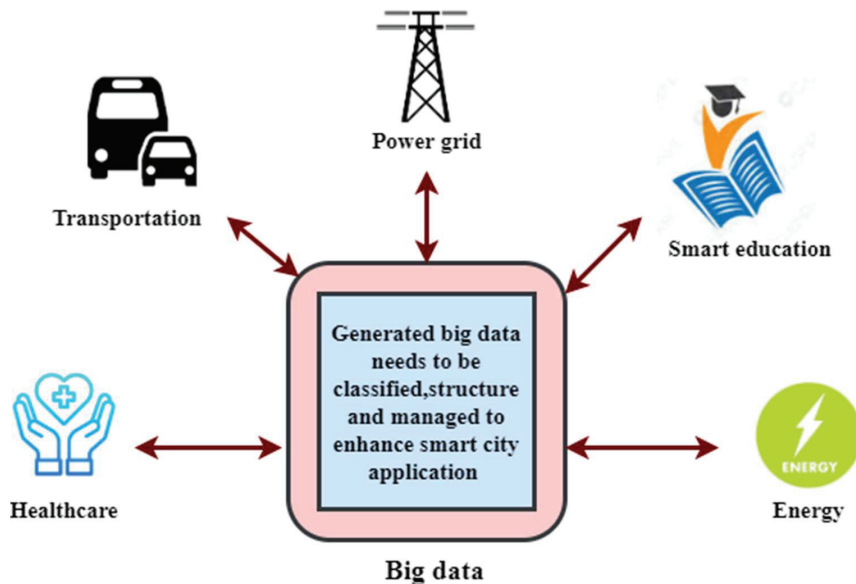 Power grid
Transportation
Smart education
Generated big data
needs to be
classified,structure
and managed to
enhance smart city
application
ENERGY
Healthcare
Energy
Big data